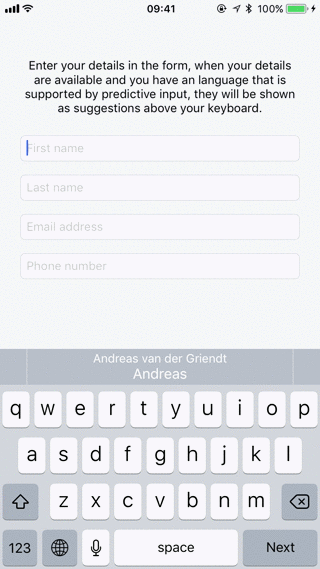 09:41
100%
Enter your details in the form, when your details
are available and you have an language that is
supported by predictive input, they will be shown
as suggestions above your keyboard.
First name
Last name
Email address
Phone number
Andreas van der Griendt
Andreas
q w e r t y u i o p
a s d f g h j k l
z x c v b n m
123 space Next